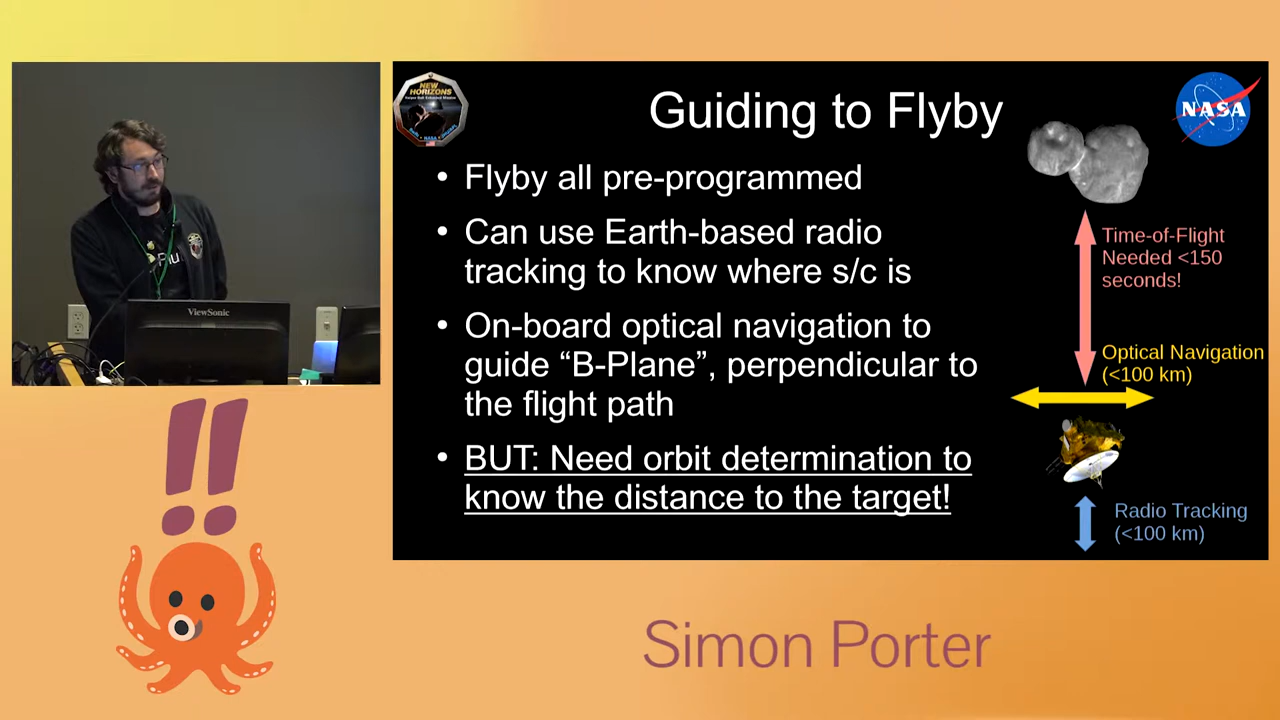 NEW
HORIZONS
NASA
Guiding to Flyby
• Flyby all pre-programmed
• Can use Earth-based radio
tracking to know where s/c is
• On-board optical navigation to
guide “B-Plane”, perpendicular to
the flight path
• BUT: Need orbit determination to
know the distance to the target!
Time-of-Flight
Needed <150
seconds!
Optical Navigation
(<100 km)
Radio Tracking
(<100 km)
ViewSonic
!!
Simon Porter